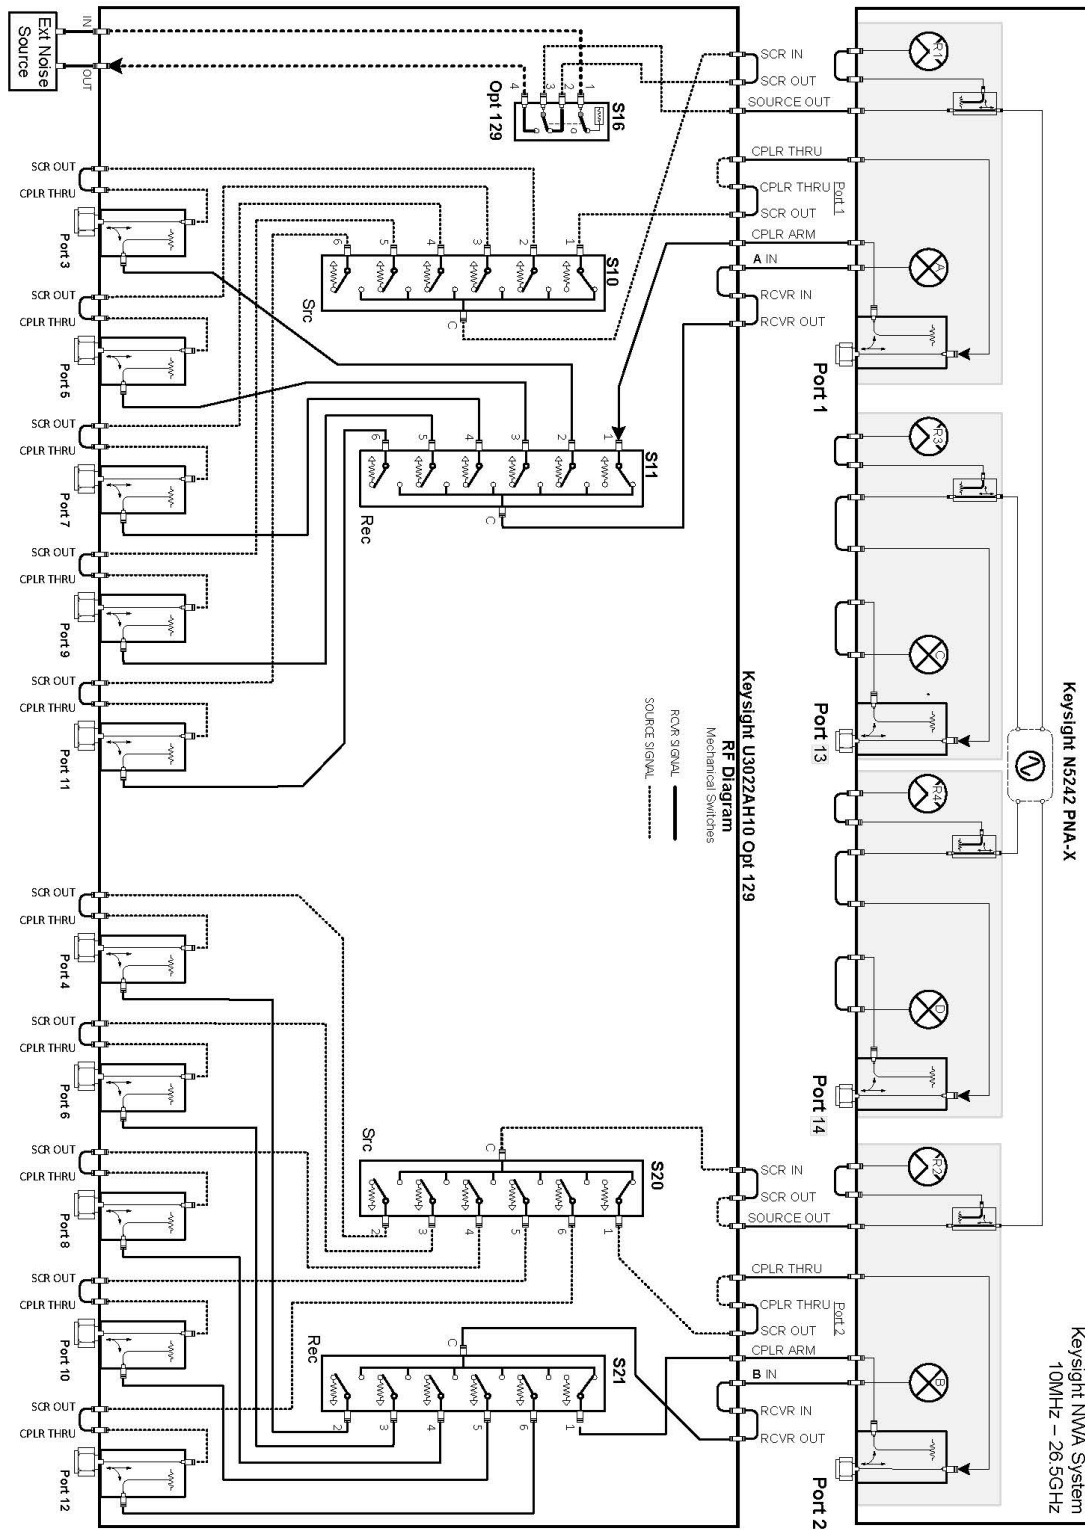 Keysight NWA System
10MHz – 26.5GHz
Keysight N5242 PNA-X
R1
A
Port 1
R3
C
Port 13
R4
D
Port 14
R2
B
Port 2
SCR IN
SCR OUT
SOURCE OUT
CPLR THRU
CPLR THRU
Port 1
SCR OUT
CPLR ARM
A IN
RCVR IN
RCVR OUT
Keysight U3022AH10 Opt 129
RF Diagram
Mechanical Switches
RCVR SIGNAL
SOURCE SIGNAL
SCR IN
SCR OUT
SOURCE OUT
CPLR THRU
CPLR THRU
Port 2
SCR OUT
CPLR ARM
B IN
RCVR IN
RCVR OUT
S16
1
2
3
4
Opt 129
S10
1
2
3
4
5
6
C
Src
S11
1
2
3
4
5
6
C
Rec
S20
C
Src
2
3
4
5
6
1
S21
C
Rec
2
3
4
5
6
1
IN
OUT
Ext Noise
Source
SCR OUT
CPLR THRU
Port 3
SCR OUT
CPLR THRU
Port 5
SCR OUT
CPLR THRU
Port 7
SCR OUT
CPLR THRU
Port 9
SCR OUT
CPLR THRU
Port 11
SCR OUT
CPLR THRU
Port 4
SCR OUT
CPLR THRU
Port 6
SCR OUT
CPLR THRU
Port 8
SCR OUT
CPLR THRU
Port 10
SCR OUT
CPLR THRU
Port 12